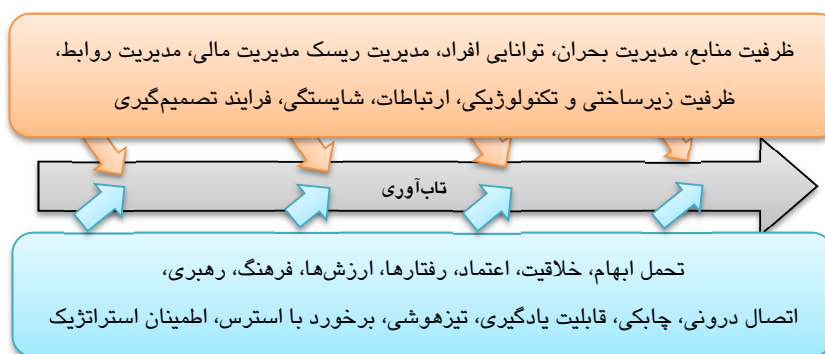 ظرفیت منابع، مدیریت بحران، توانایی افراد، مدیریت ریسک مدیریت مالی، مدیریت روابط،
ظرفیت زیرساختی و تکنولوژیکی، ارتباطات، شایستگی، فرایند تصمیم‌گیری
تاب‌آوری
تحمل ابهام، خلاقیت، اعتماد، رفتارها، ارزش‌ها، فرهنگ، رهبری،
اتصال درونی، چابکی، قابلیت یادگیری، تیزهوشی، برخورد با استرس، اطمینان استراتژیک